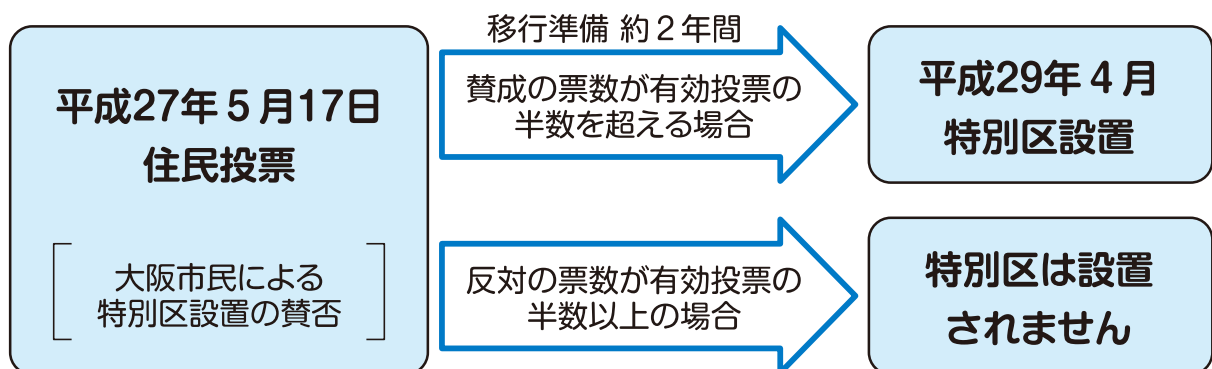 平成27年5月17日
住民投票
大阪市民による
特別区設置の賛否
移行準備 約2年間
賛成の票数が有効投票の
半数を超える場合
平成29年4月
特別区設置
反対の票数が有効投票の
半数以上の場合
特別区は設置
されません